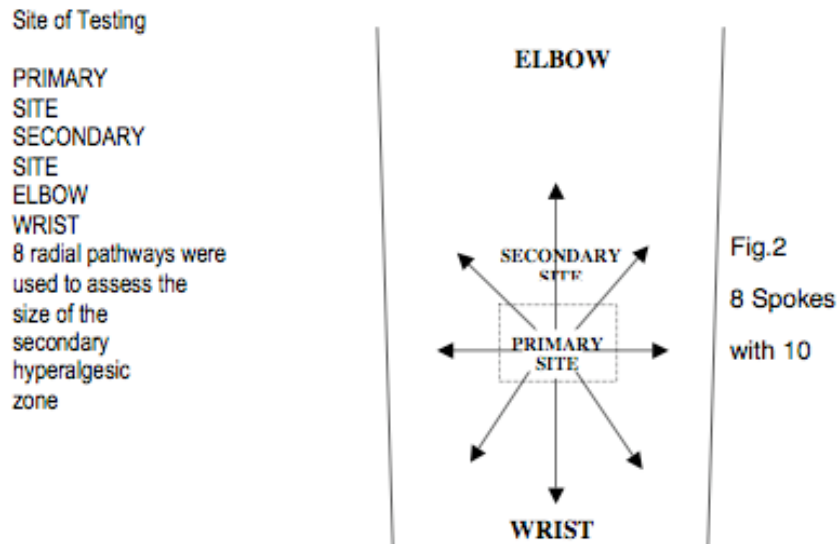 Site of Testing
PRIMARY
SITE
SECONDARY
SITE
ELBOW
WRIST
8 radial pathways were
used to assess the
size of the
secondary
hyperalgesic
zone
ELBOW
SECONDARY
SITE
PRIMARY
SITE
WRIST
Fig.2
8 Spokes
with 10